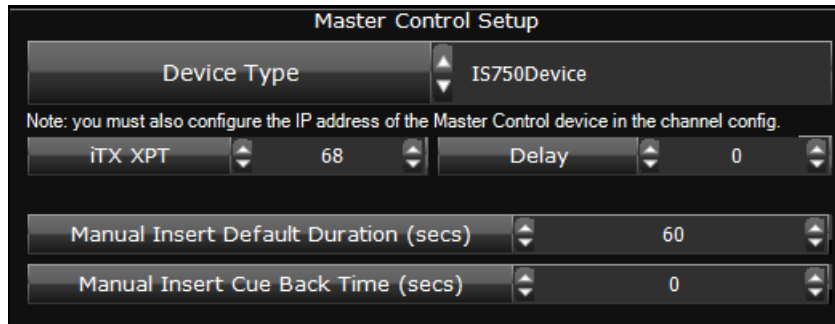 Master Control Setup
Device Type IS750Device
Note: you must also configure the IP address of the Master Control device in the channel config.
iTX XPT 68 Delay 0
Manual Insert Default Duration (secs) 60
Manual Insert Cue Back Time (secs) 0